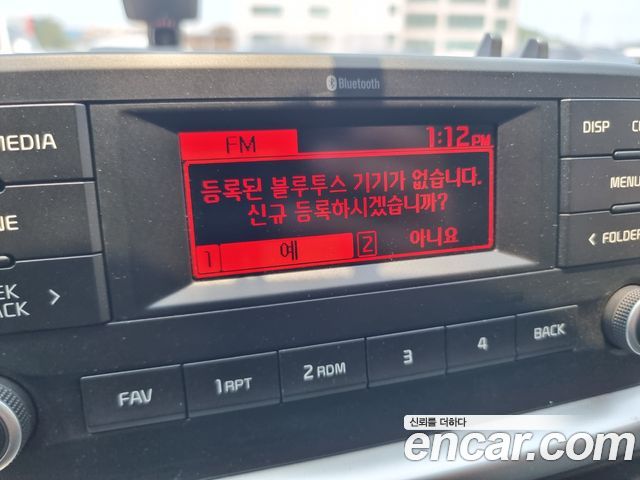 Bluetooth
MEDIA
FM
1:12 PM
DISP
등록된 블루투스 기기가 없습니다.
신규 등록하시겠습니까?
1 예 2 아니요
MENU
< FOLDER
>
FAV
1 RPT
2 RDM
3
4
BACK
신뢰를 더하다
encar.com